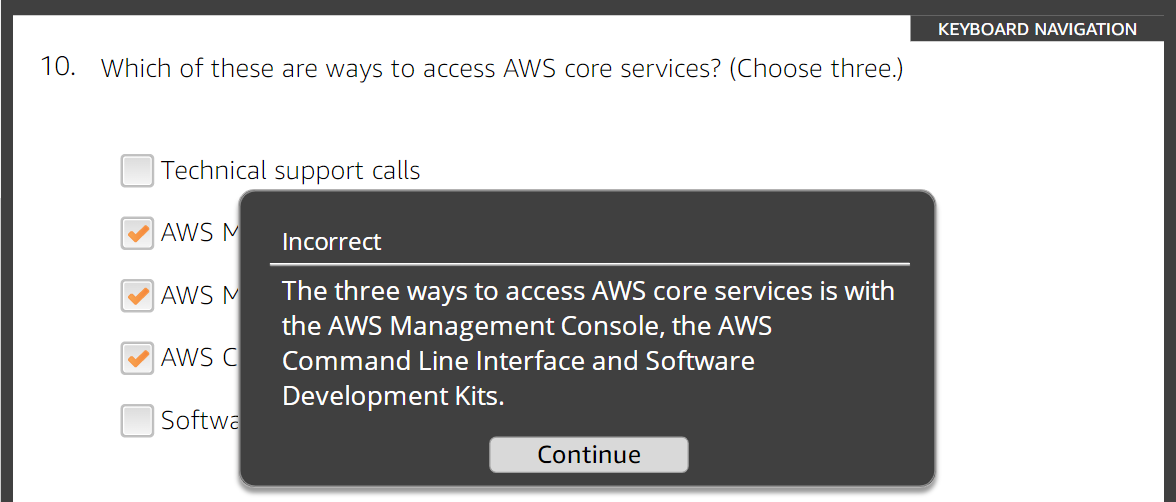 KEYBOARD NAVIGATION
10. Which of these are ways to access AWS core services? (Choose three.)
Technical support calls
AWS M
AWS M
AWS C
Softwa
Incorrect
The three ways to access AWS core services is with
the AWS Management Console, the AWS
Command Line Interface and Software
Development Kits.
Continue